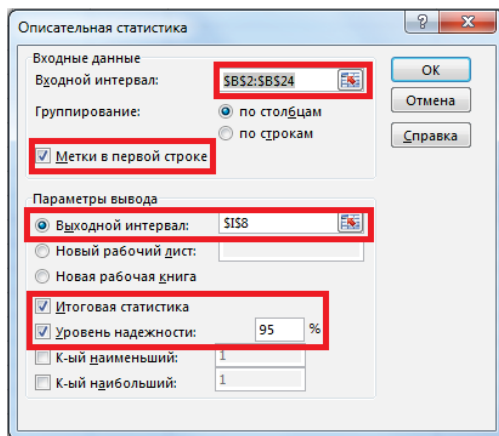 Описательная статистика
Входные данные
Входной интервал: $B$2:$B$24
Группирование: по столбцам
по строкам
Метки в первой строке
Параметры вывода
Выходной интервал: $I$8
Новый рабочий лист:
Новая рабочая книга
Итоговая статистика
Уровень надежности: 95 %
К-ый наименьший: 1
К-ый наибольший: 1
ОК
Отмена
Справка